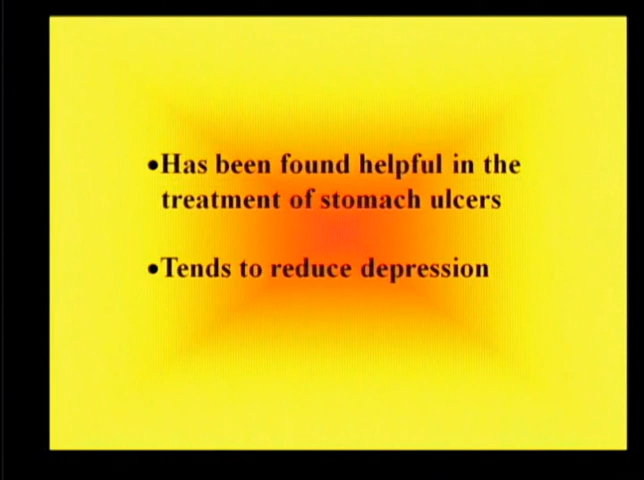 •Has been found helpful in the
treatment of stomach ulcers
•Tends to reduce depression